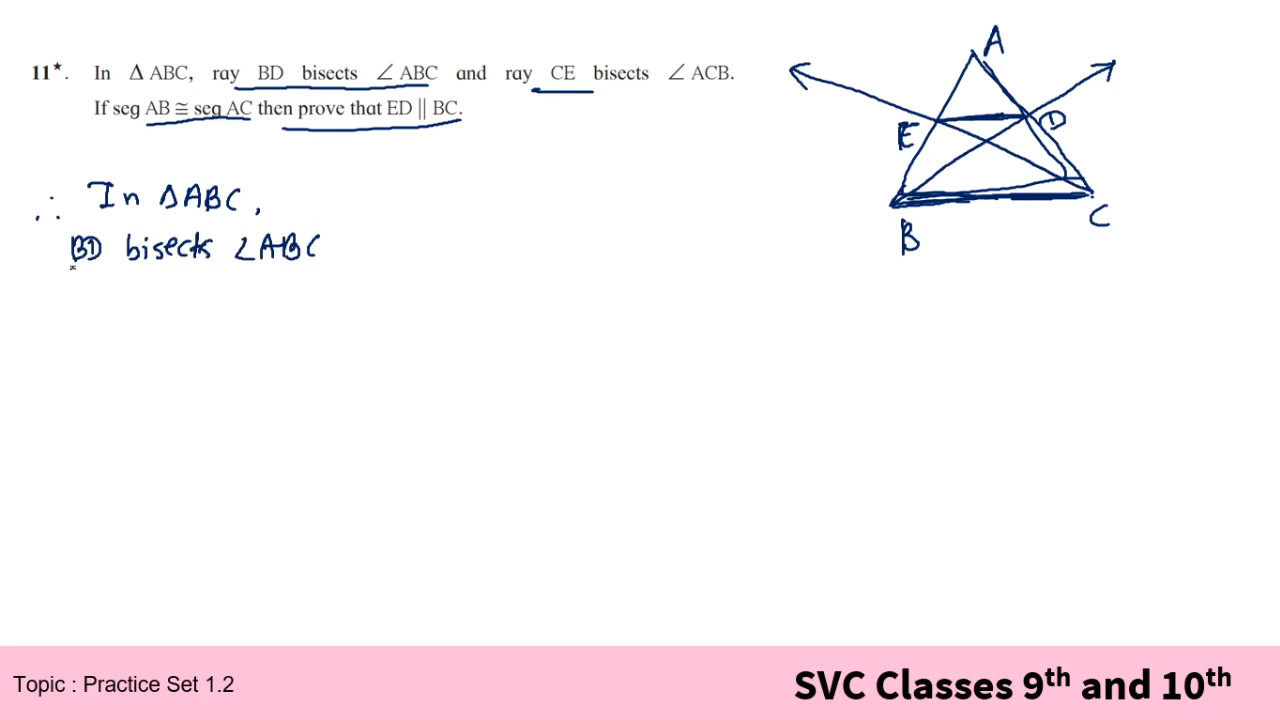 11*. In Δ ABC, ray BD bisects ∠ ABC and ray CE bisects ∠ ACB.
If seg AB ≅ seg AC then prove that ED || BC.
A
E
D
B
C
∴ In ΔABC,
BD bisects ∠ABC
Topic : Practice Set 1.2
SVC Classes 9th and 10th